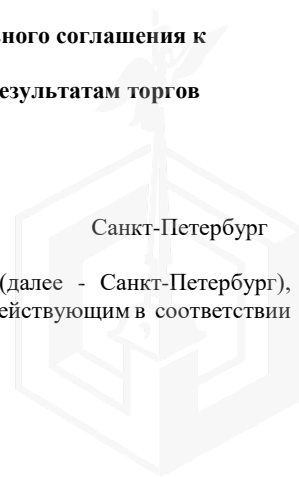 ного соглашения к
езультатам торгов
Санкт-Петербург
(далее - Санкт-Петербург),
ействующим в соответствии